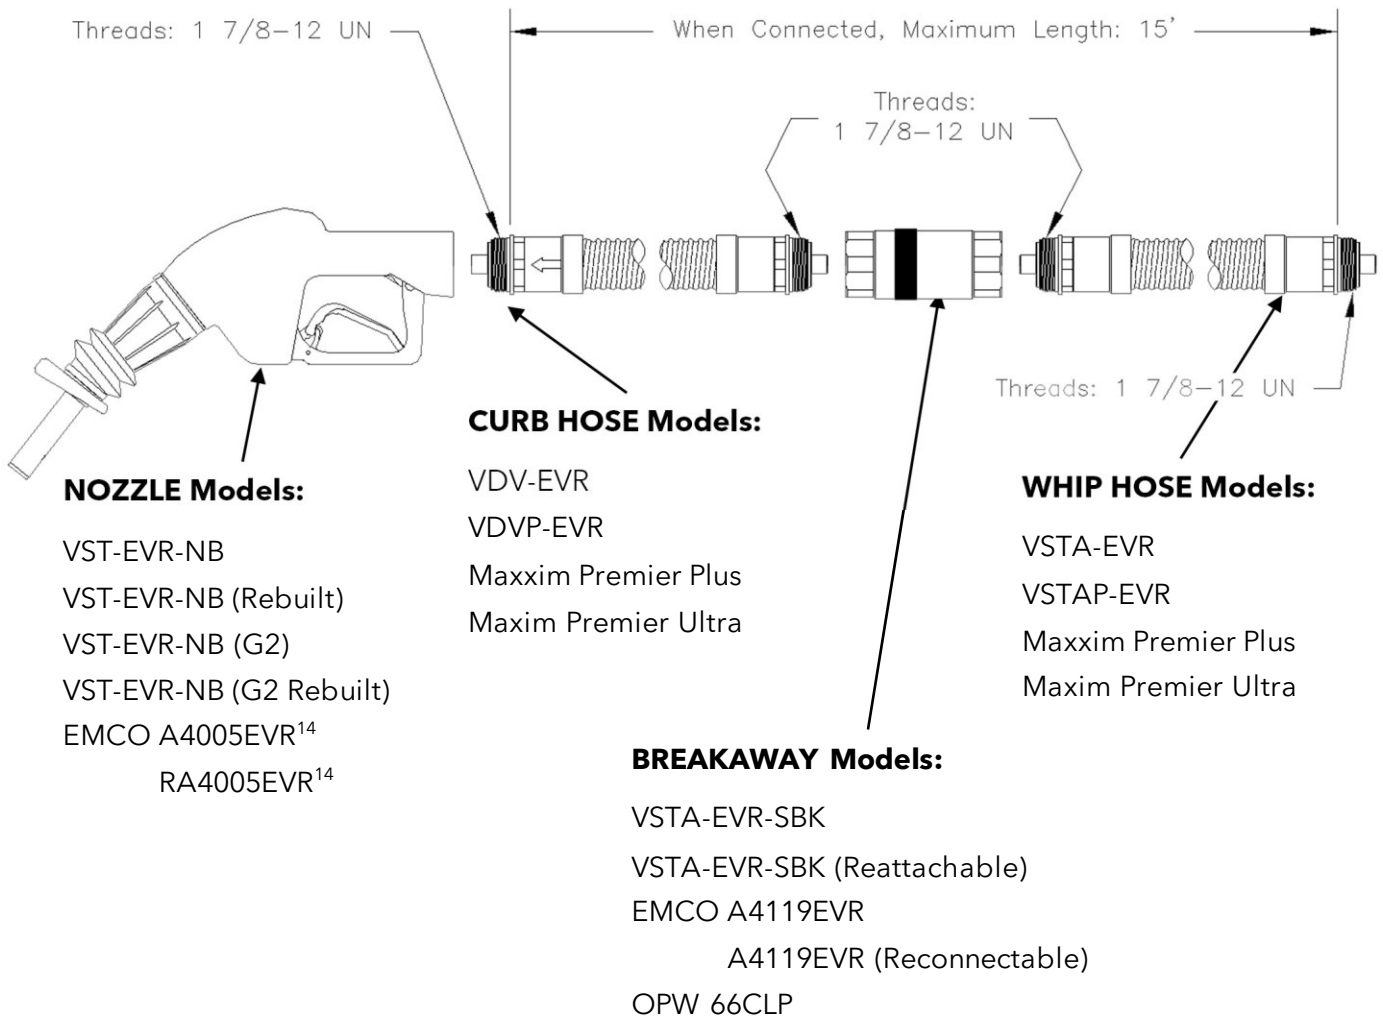 Threads: 1 7/8-12 UN
When Connected, Maximum Length: 15'
Threads:
1 7/8-12 UN
Threads: 1 7/8-12 UN
CURB HOSE Models:
VDV-EVR
VDVP-EVR
Maxxim Premier Plus
Maxim Premier Ultra
NOZZLE Models:
VST-EVR-NB
VST-EVR-NB (Rebuilt)
VST-EVR-NB (G2)
VST-EVR-NB (G2 Rebuilt)
EMCO A4005EVR14
RA4005EVR14
WHIP HOSE Models:
VSTA-EVR
VSTAP-EVR
Maxxim Premier Plus
Maxim Premier Ultra
BREAKAWAY Models:
VSTA-EVR-SBK
VSTA-EVR-SBK (Reattachable)
EMCO A4119EVR
A4119EVR (Reconnectable)
OPW 66CLP